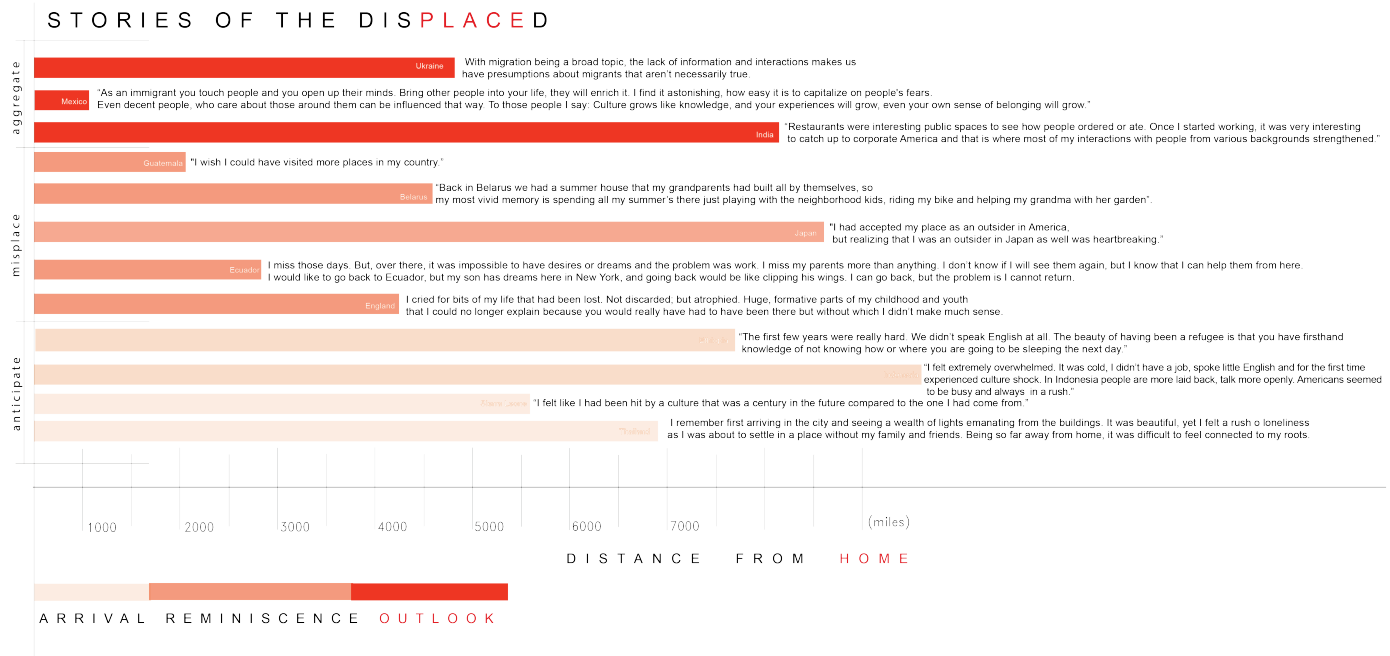 STORIES OF THE DISPLACED
aggregate
Ukraine
With migration being a broad topic, the lack of information and interactions makes us
have presumptions about migrants that aren't necessarily true.
Mexico
“As an immigrant you touch people and you open up their minds. Bring other people into your life, they will enrich it. I find it astonishing, how easy it is to capitalize on people's fears.
Even decent people, who care about those around them can be influenced that way. To those people I say: Culture grows like knowledge, and your experiences will grow, even your own sense of belonging will grow.”
India
“Restaurants were interesting public spaces to see how people ordered or ate. Once I started working, it was very interesting
to catch up to corporate America and that is where most of my interactions with people from various backgrounds strengthened.”
misplace
Guatemala
"I wish I could have visited more places in my country.”
Belarus
“Back in Belarus we had a summer house that my grandparents had built all by themselves, so
my most vivid memory is spending all my summer's there just playing with the neighborhood kids, riding my bike and helping my grandma with her garden”.
Japan
"I had accepted my place as an outsider in America,
but realizing that I was an outsider in Japan as well was heartbreaking.”
Ecuador
I miss those days. But, over there, it was impossible to have desires or dreams and the problem was work. I miss my parents more than anything. I don't know if I will see them again, but I know that I can help them from here.
I would like to go back to Ecuador, but my son has dreams here in New York, and going back would be like clipping his wings. I can go back, but the problem is I cannot return.
England
I cried for bits of my life that had been lost. Not discarded, but atrophied. Huge, formative parts of my childhood and youth
that I could no longer explain because you would really have had to have been there but without which I didn't make much sense.
anticipate
“The first few years were really hard. We didn't speak English at all. The beauty of having been a refugee is that you have firsthand
knowledge of not knowing how or where you are going to be sleeping the next day.”
“I felt extremely overwhelmed. It was cold, I didn't have a job, spoke little English and for the first time
experienced culture shock. In Indonesia people are more laid back, talk more openly. Americans seemed
to be busy and always in a rush.”
“I felt like I had been hit by a culture that was a century in the future compared to the one I had come from.”
I remember first arriving in the city and seeing a wealth of lights emanating from the buildings. It was beautiful, yet I felt a rush o loneliness
as I was about to settle in a place without my family and friends. Being so far away from home, it was difficult to feel connected to my roots.
1000 2000 3000 4000 5000 6000 7000 (miles)
DISTANCE FROM HOME
ARRIVAL REMINISCENCE OUTLOOK